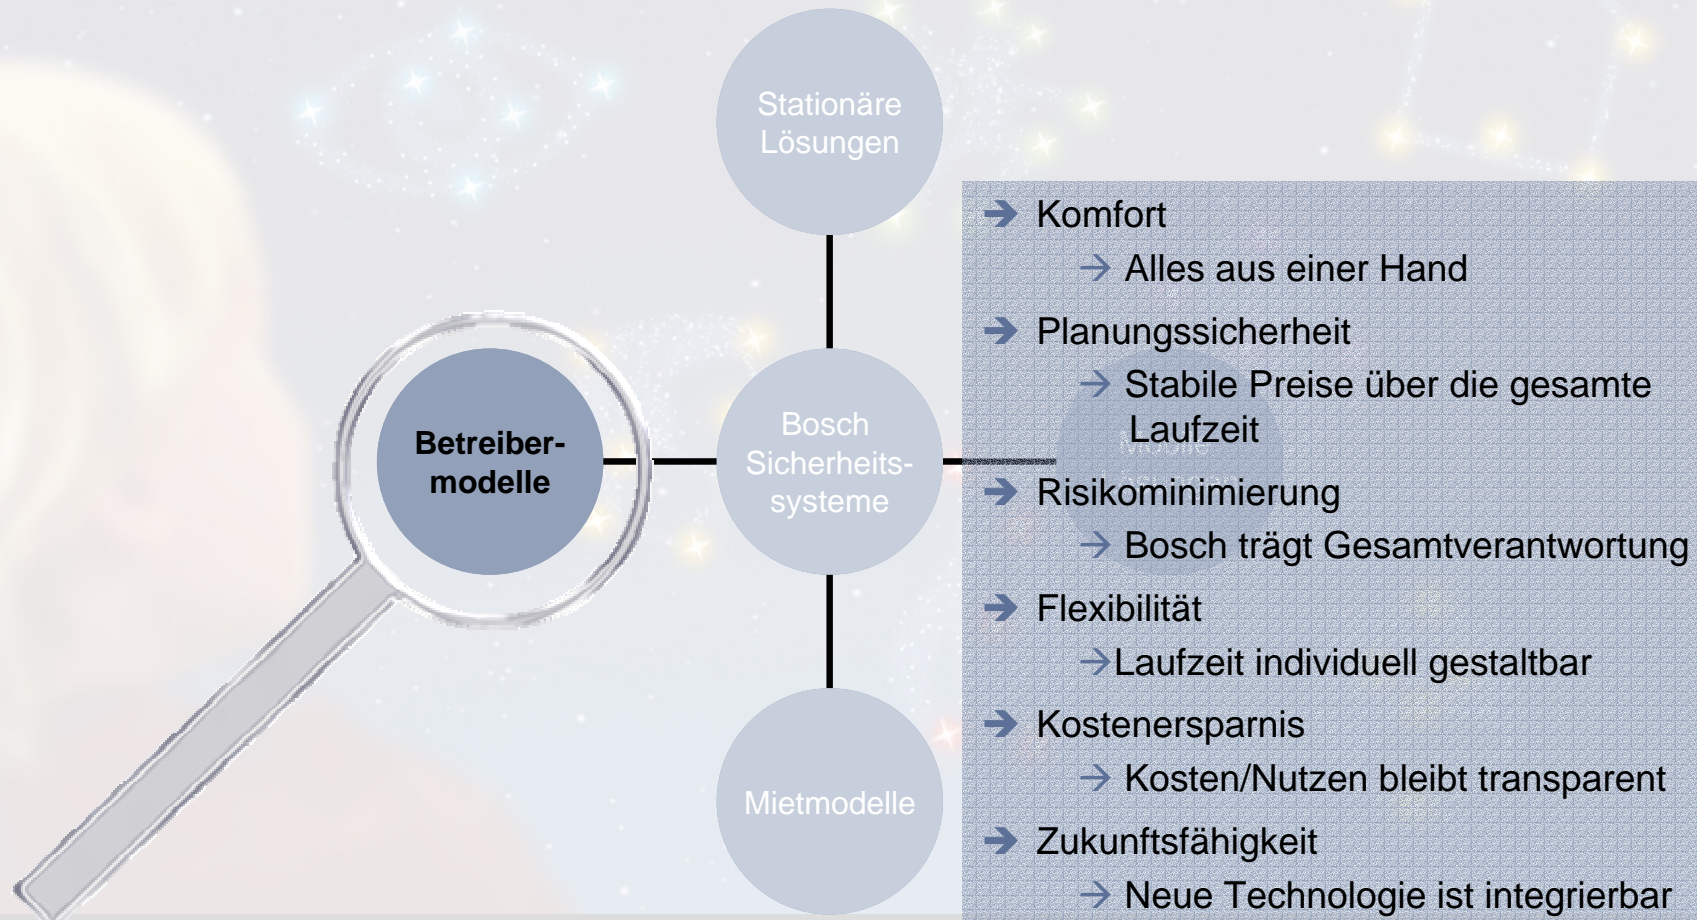 Stationäre
Lösungen
Betreiber-
modelle
Bosch
Sicherheits-
systeme
Mobile
Mietmodelle
➔ Komfort
→ Alles aus einer Hand
➔ Planungssicherheit
→ Stabile Preise über die gesamte
Laufzeit
➔ Risikominimierung
→ Bosch trägt Gesamtverantwortung
➔ Flexibilität
→Laufzeit individuell gestaltbar
➔ Kostenersparnis
→ Kosten/Nutzen bleibt transparent
➔ Zukunftsfähigkeit
→ Neue Technologie ist integrierbar